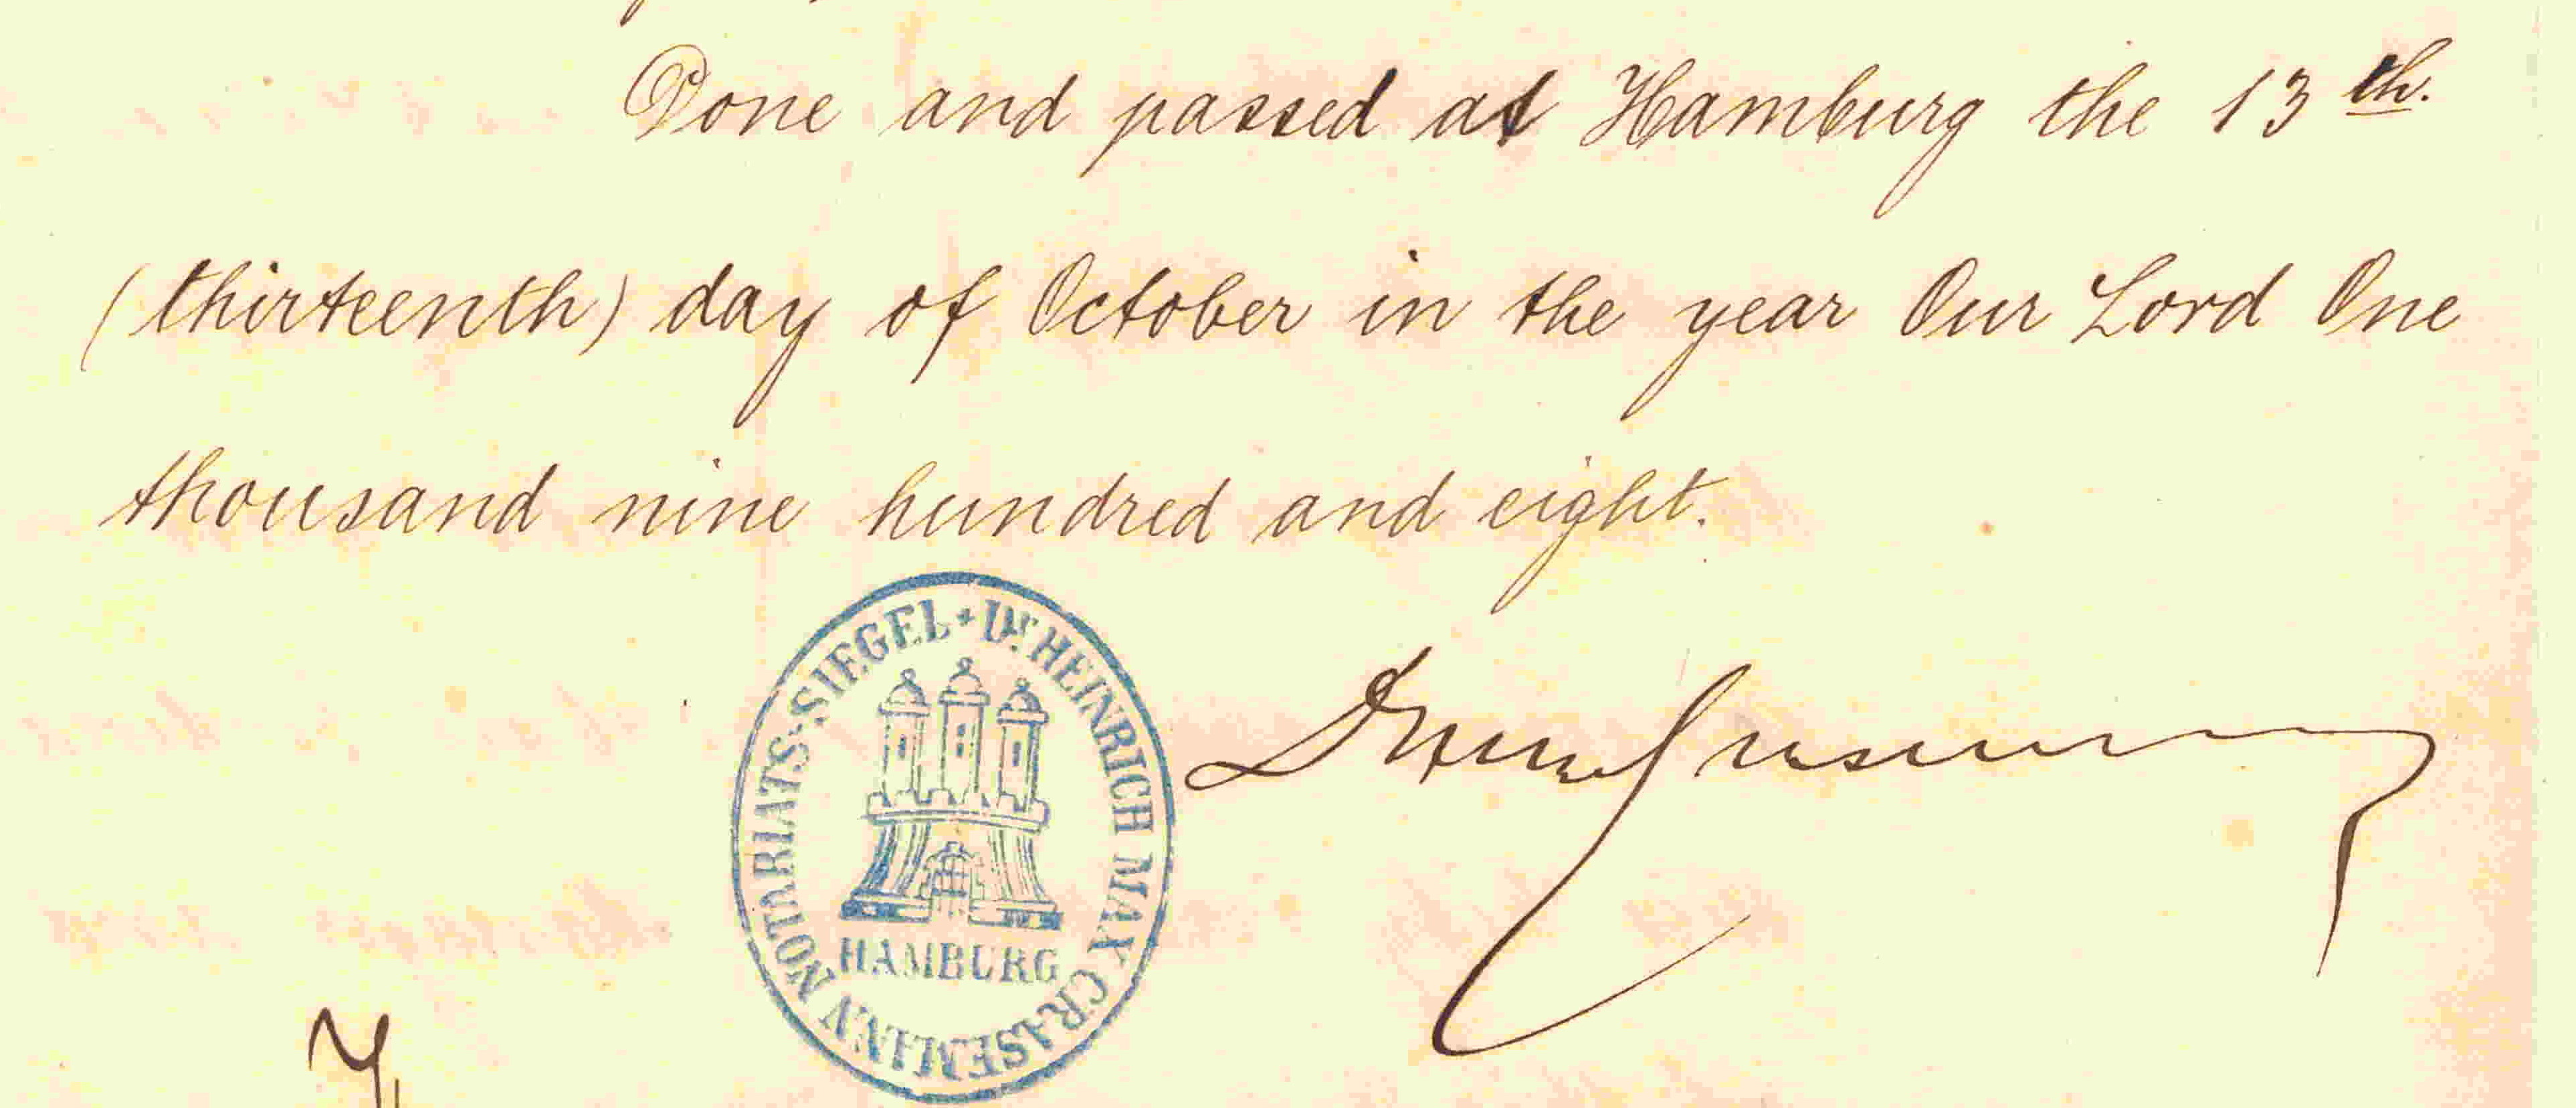 Done and passed at Hamburg the 13th.
(thirteenth) day of October in the year Our Lord One
thousand nine hundred and eight.
NOTARIATS-SIEGEL + Dr. HEINRICH MAX CRASEMANN
HAMBURG